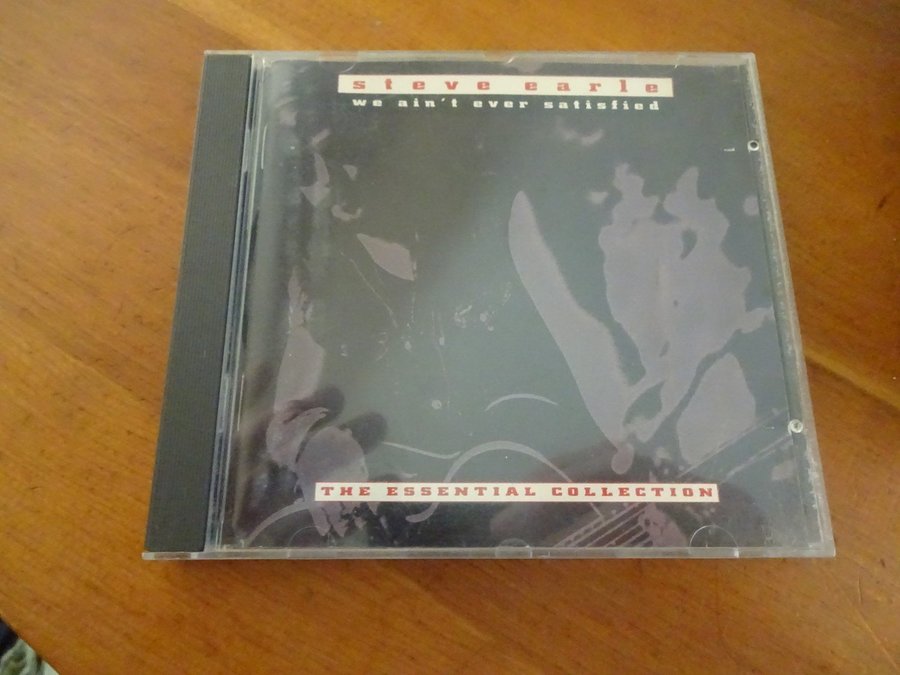 steve earle
we ain't ever satisfied
THE ESSENTIAL COLLECTION